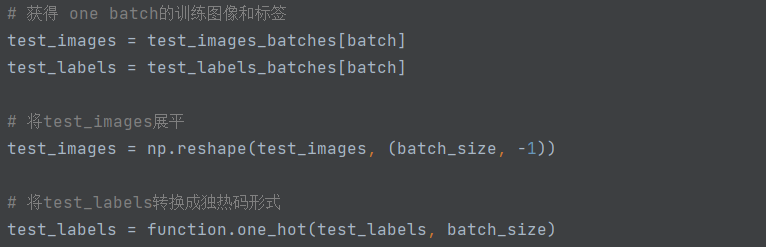 # 获得 one batch的训练图像和标签
test_images = test_images_batches[batch]
test_labels = test_labels_batches[batch]
# 将test_images展平
test_images = np.reshape(test_images, (batch_size, -1))
# 将test_labels转换成独热码形式
test_labels = function.one_hot(test_labels, batch_size)